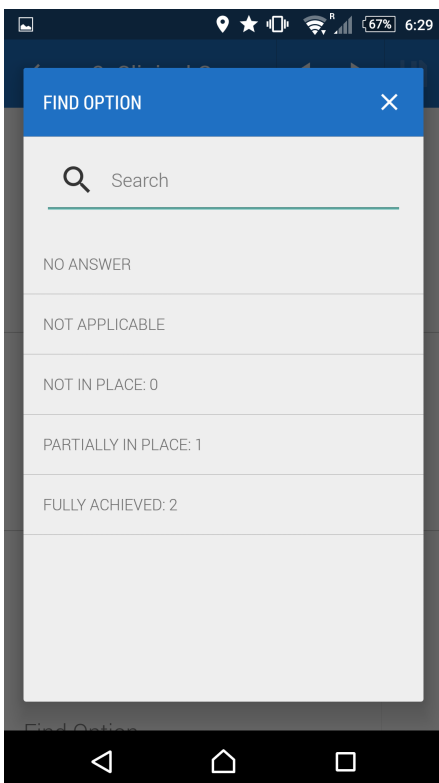 R
67%
6:29
FIND OPTION
Search
NO ANSWER
NOT APPLICABLE
NOT IN PLACE: 0
PARTIALLY IN PLACE: 1
FULLY ACHIEVED: 2
Find Option